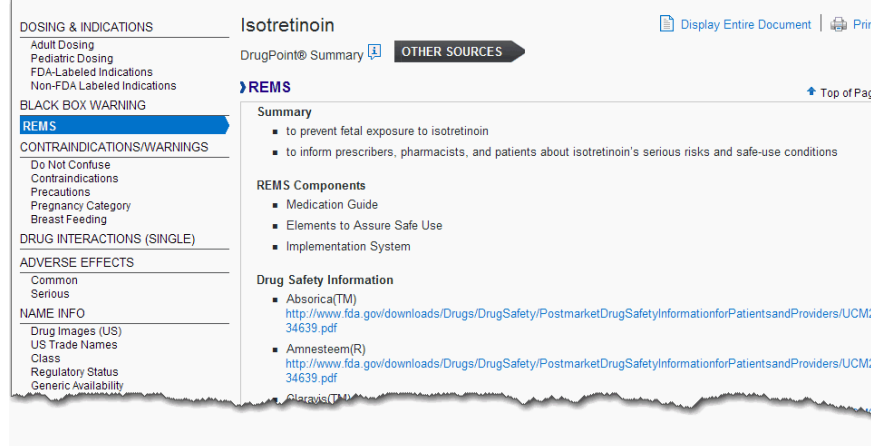 DOSING & INDICATIONS
Adult Dosing
Pediatric Dosing
FDA-Labeled Indications
Non-FDA Labeled Indications
BLACK BOX WARNING
REMS
CONTRAINDICATIONS/WARNINGS
Do Not Confuse
Contraindications
Precautions
Pregnancy Category
Breast Feeding
DRUG INTERACTIONS (SINGLE)
ADVERSE EFFECTS
Common
Serious
NAME INFO
Drug Images (US)
US Trade Names
Class
Regulatory Status
Generic Availability
Isotretinoin
Display Entire Document
Prin
DrugPoint® Summary
OTHER SOURCES
REMS
Top of Pag
Summary
to prevent fetal exposure to isotretinoin
to inform prescribers, pharmacists, and patients about isotretinoin's serious risks and safe-use conditions
REMS Components
Medication Guide
Elements to Assure Safe Use
Implementation System
Drug Safety Information
Absorica(TM)
http://www.fda.gov/downloads/Drugs/DrugSafety/PostmarketDrugSafetyInformationforPatientsandProviders/UCM2
34639.pdf
Amnesteem(R)
http://www.fda.gov/downloads/Drugs/DrugSafety/PostmarketDrugSafetyInformationforPatientsandProviders/UCM2
34639.pdf
Claravis(TM)